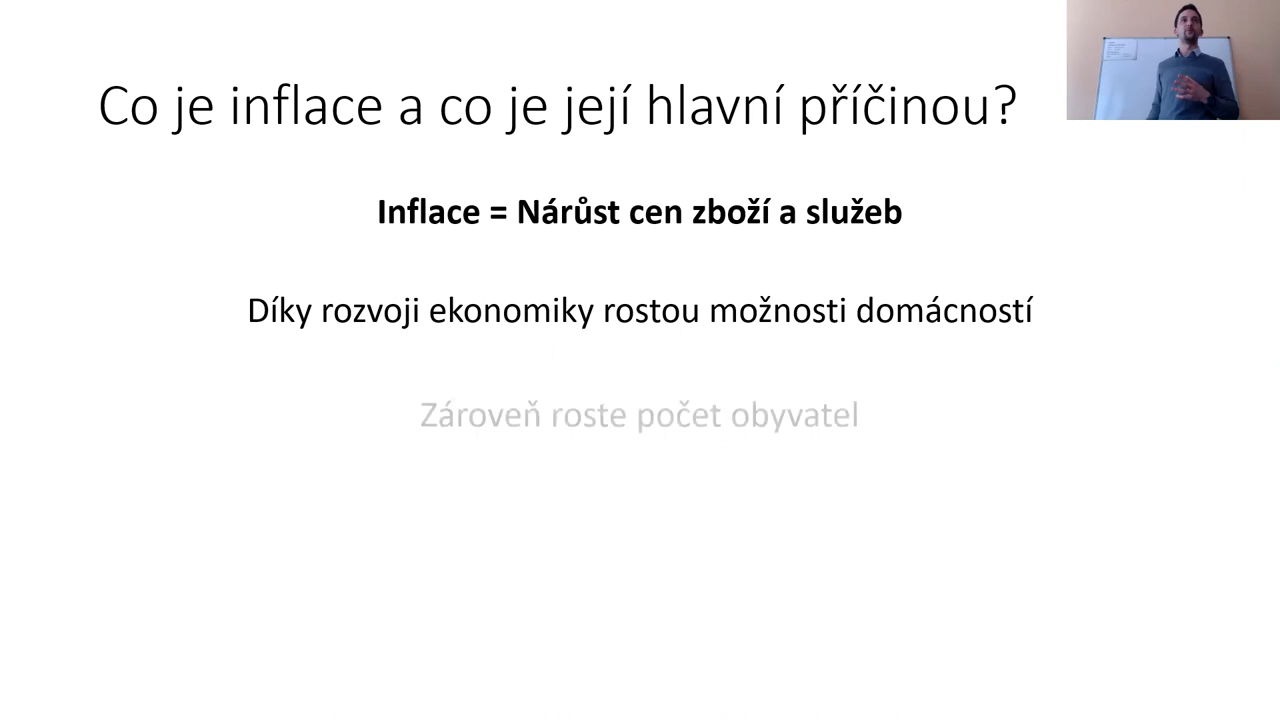 Co je inflace a co je její hlavní příčinou?
Inflace = Nárůst cen zboží a služeb
Díky rozvoji ekonomiky rostou možnosti domácností
Zároveň roste počet obyvatel